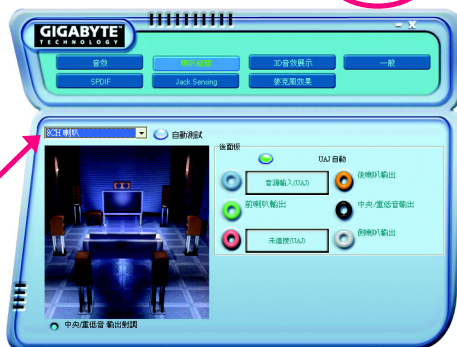 GIGABYTE™
TECHNOLOGY
音效
喇叭組態
3D音效展示
一般
SPDIF
Jack Sensing
麥克風效果
8CH 喇叭
自動測試
後面板
UAJ 自動
音源輸入(UAJ)
後喇叭輸出
前喇叭輸出
中央/重低音輸出
未連接(UAJ)
側喇叭輸出
中央/重低音 輸出對調